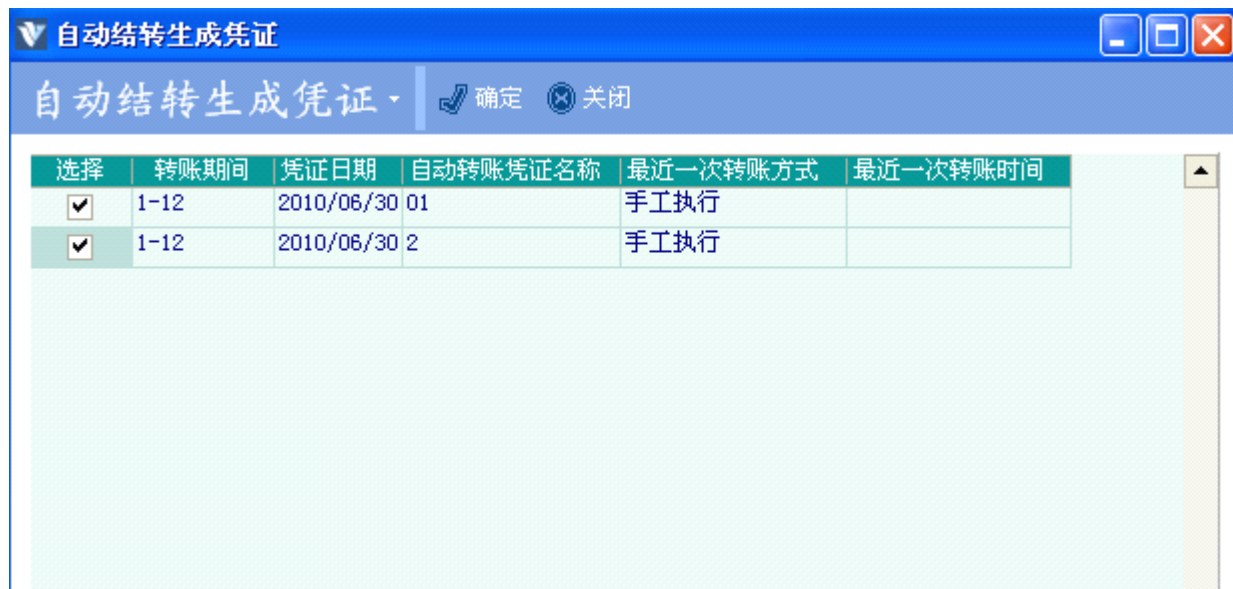 自动结转生成凭证
自动结转生成凭证 确定 关闭
选择 转账期间 凭证日期 自动转账凭证名称 最近一次转账方式 最近一次转账时间
1-12 2010/06/30 01 手工执行
1-12 2010/06/30 2 手工执行